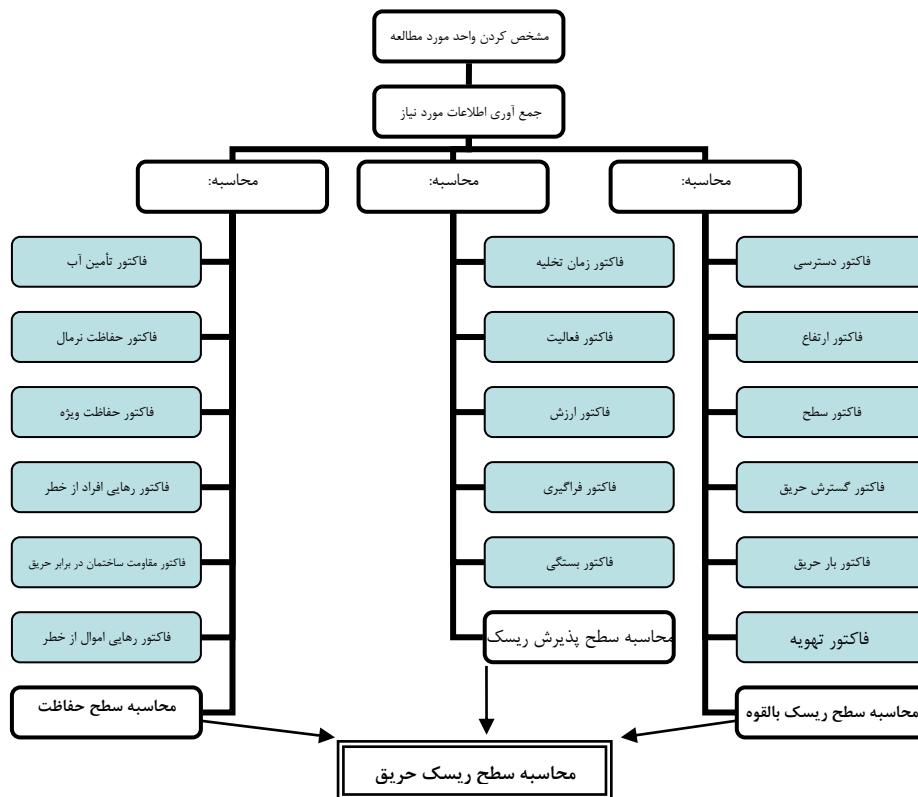 مشخص کردن واحد مورد مطالعه
جمع آوری اطلاعات مورد نیاز
محاسبه:
محاسبه:
محاسبه:
فاکتور دسترسی
فاکتور زمان تخلیه
فاکتور تأمین آب
فاکتور ارتفاع
فاکتور فعالیت
فاکتور حفاظت نرمال
فاکتور سطح
فاکتور ارزش
فاکتور حفاظت ویژه
فاکتور گسترش حریق
فاکتور فراگیری
فاکتور رهایی افراد از خطر
فاکتور بار حریق
فاکتور بستگی
فاکتور مقاومت ساختمان در برابر حریق
فاکتور تهویه
محاسبه سطح پذیرش ریسک
فاکتور رهایی اموال از خطر
محاسبه سطح ریسک بالقوه
محاسبه سطح حفاظت
محاسبه سطح ریسک حریق